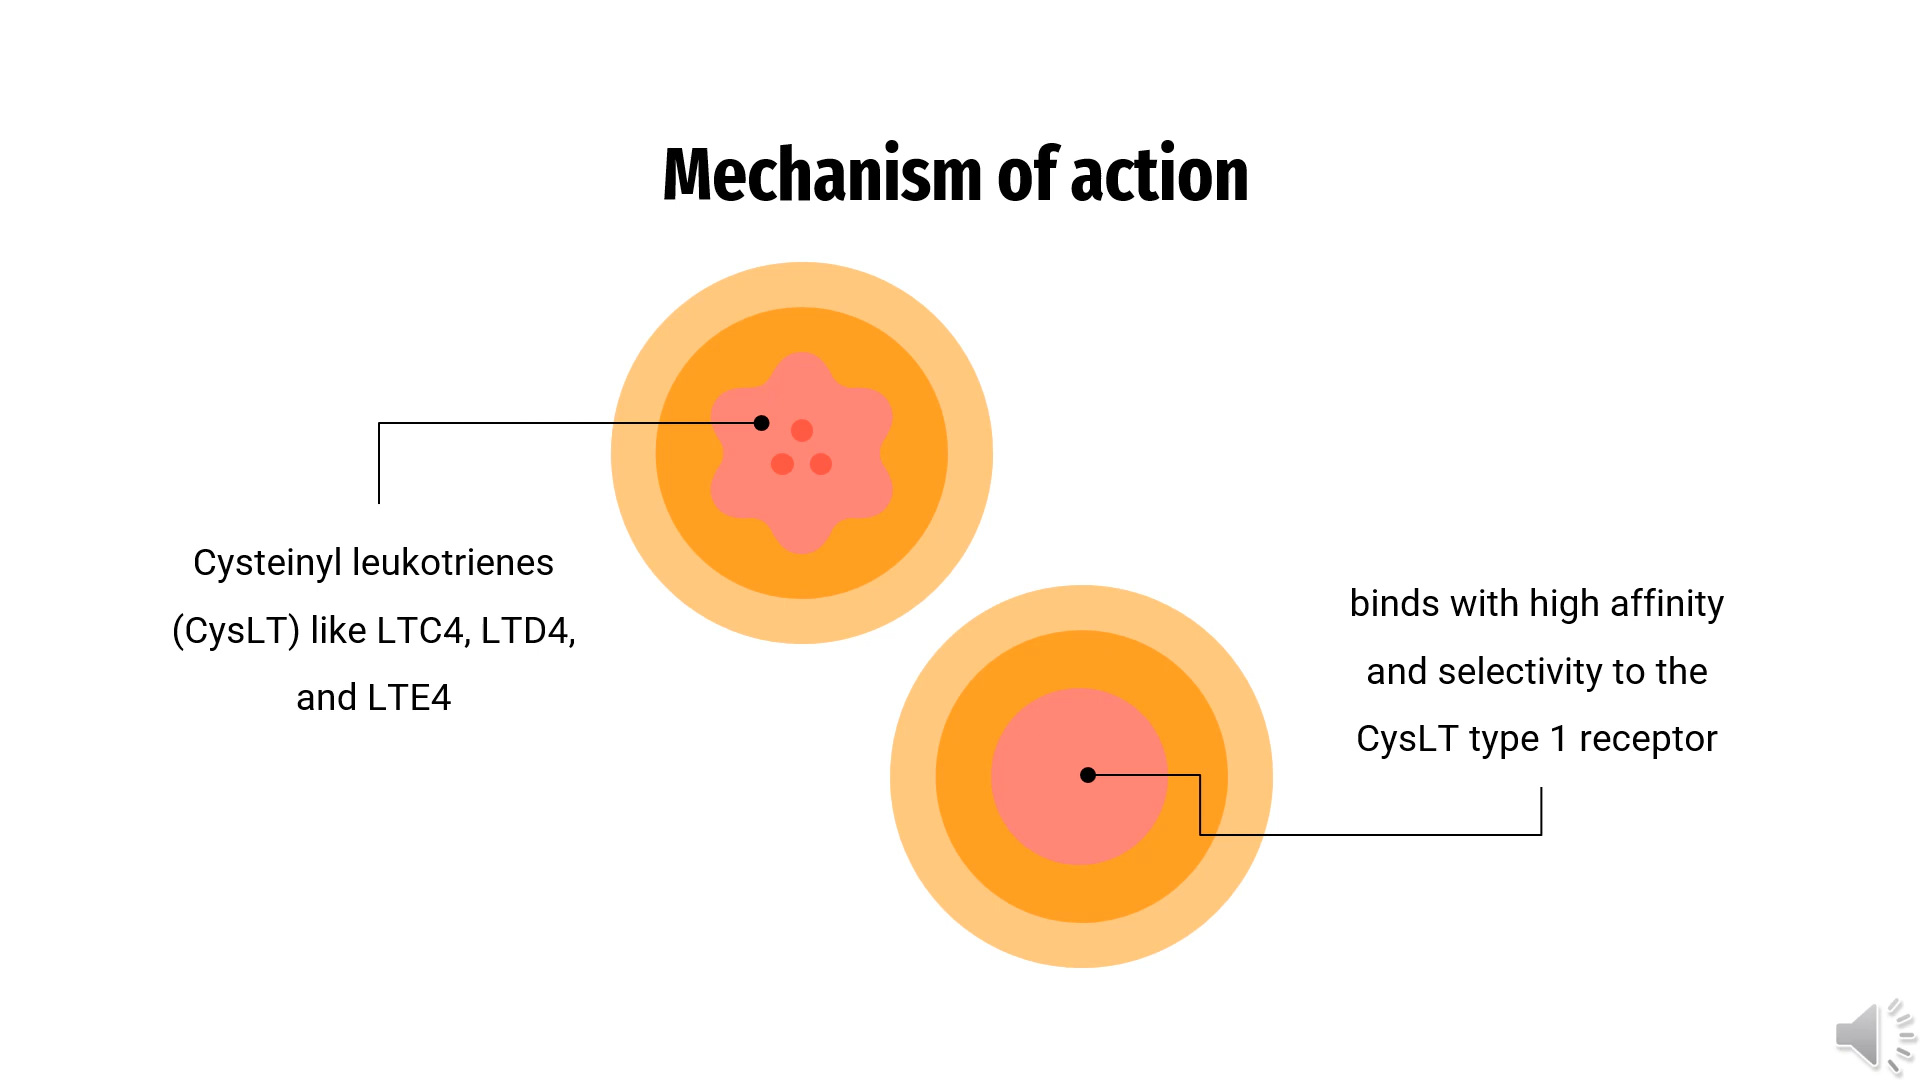 Mechanism of action
Cysteinyl leukotrienes
(CysLT) like LTC4, LTD4,
and LTE4
binds with high affinity
and selectivity to the
CysLT type 1 receptor